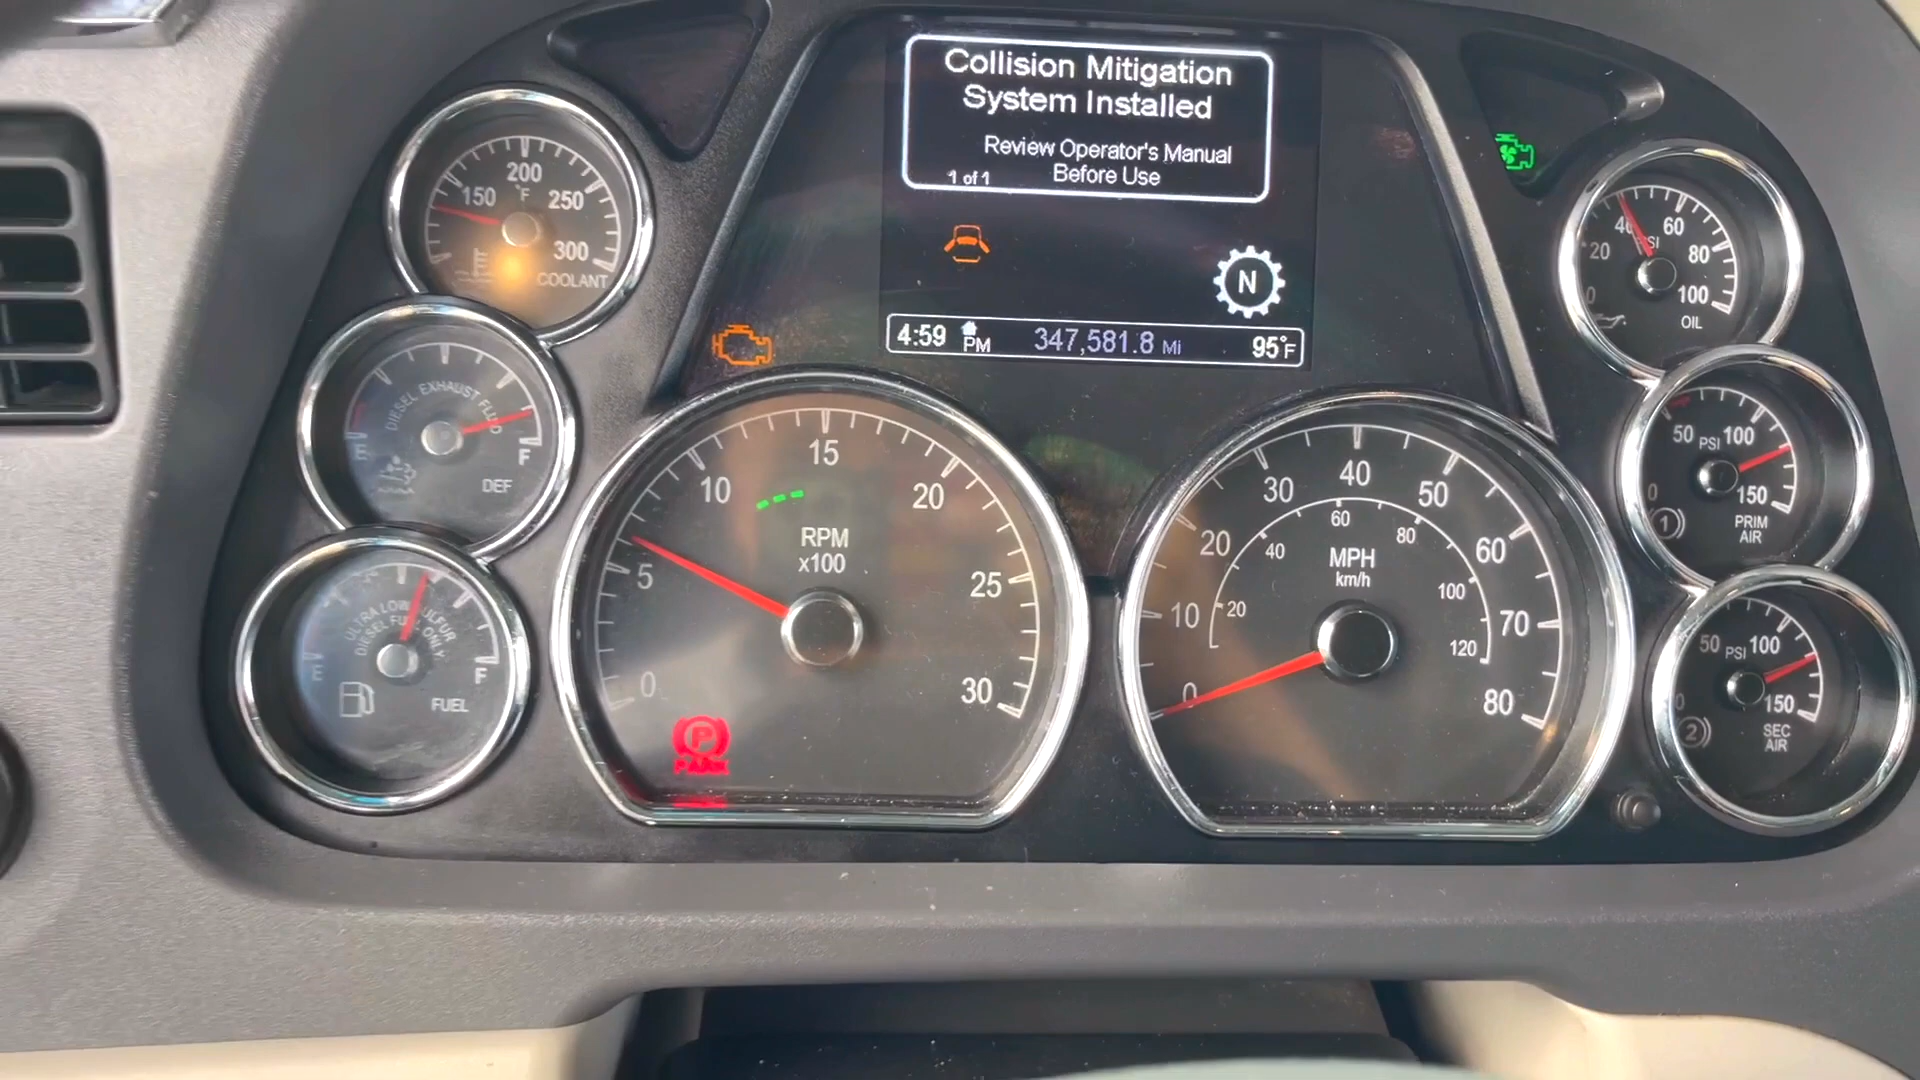 Collision Mitigation
System Installed
Review Operator's Manual
1 of 1 Before Use
N
4:59 PM 347,581.8 Mi 95°F
150 200 250 300
°F
COOLANT
DIESEL EXHAUST FLUID
E F
DEF
ULTRA LOW SULFUR
DIESEL FUEL ONLY
E F
FUEL
0 5 10 15 20 25 30
RPM
x100
P
PARK
0 10 20 30 40 50 60 70 80
20 40 60 80 100 120
MPH
km/h
0 20 40 60 80 100
PSI
OIL
0 50 PSI 100 150
1
PRIM
AIR
0 50 PSI 100 150
2
SEC
AIR